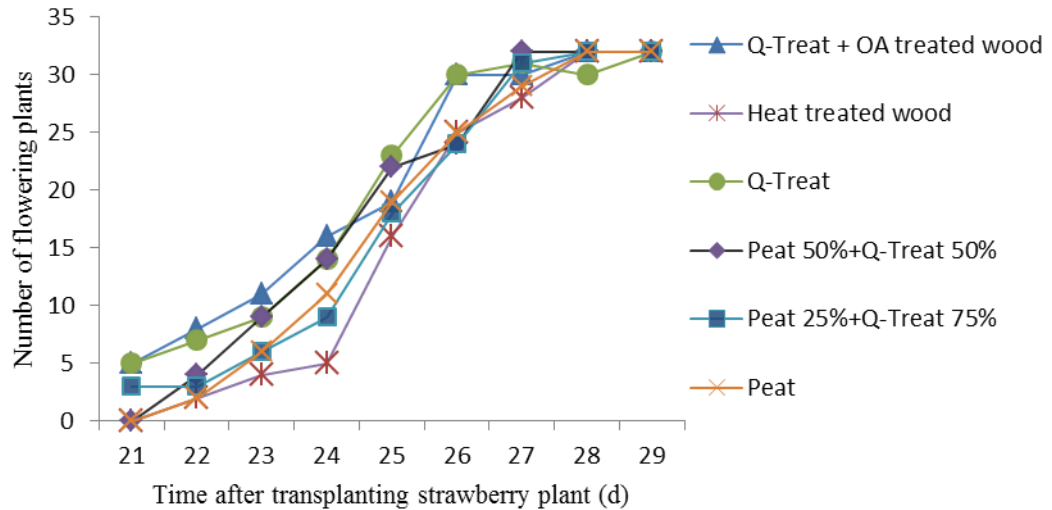 35
30
25
20
15
10
5
0
Number of flowering plants
21 22 23 24 25 26 27 28 29
Time after transplanting strawberry plant (d)
Q-Treat + OA treated wood
Heat treated wood
Q-Treat
Peat 50%+Q-Treat 50%
Peat 25%+Q-Treat 75%
Peat